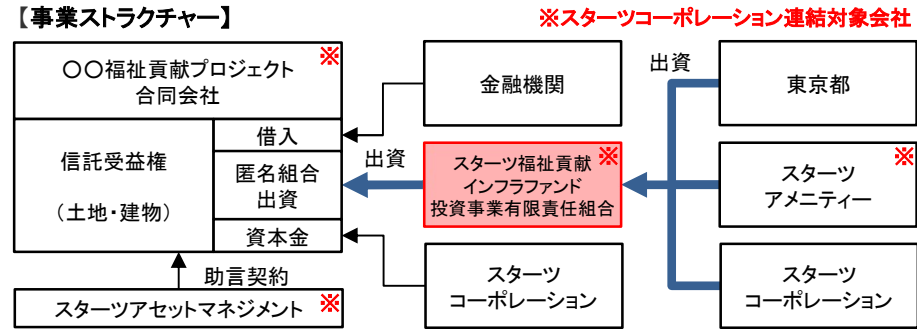 【事業ストラクチャー】
※スターツコーポレーション連結対象会社
〇〇福祉貢献プロジェクト
合同会社
※
信託受益権
（土地・建物）
借入
匿名組合
出資
資本金
助言契約
スターツアセットマネジメント
※
金融機関
出資
スターツ福祉貢献
インフラファンド
投資事業有限責任組合
※
スターツ
コーポレーション
出資
東京都
スターツ
アメニティー
※
スターツ
コーポレーション